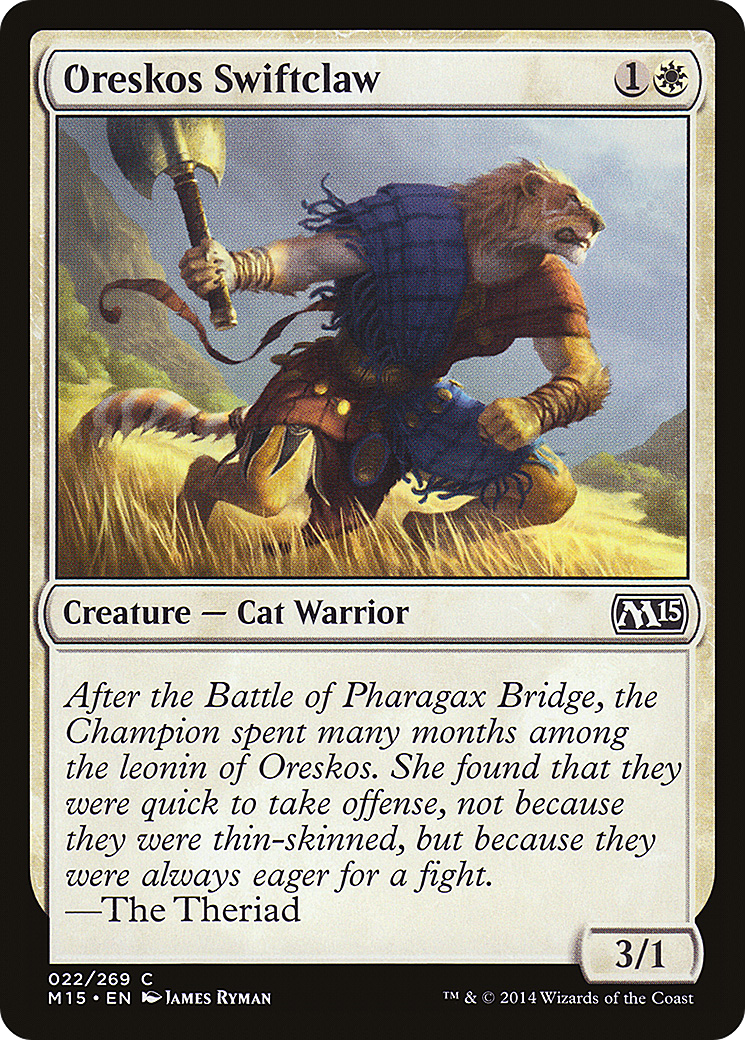 Oreskos Swiftclaw 1
Creature — Cat Warrior M15
After the Battle of Pharagax Bridge, the
Champion spent many months among
the leonin of Oreskos. She found that they
were quick to take offense, not because
they were thin-skinned, but because they
were always eager for a fight.
—The Theriad
3/1
022/269 C
M15 • EN James Ryman ™ & © 2014 Wizards of the Coast